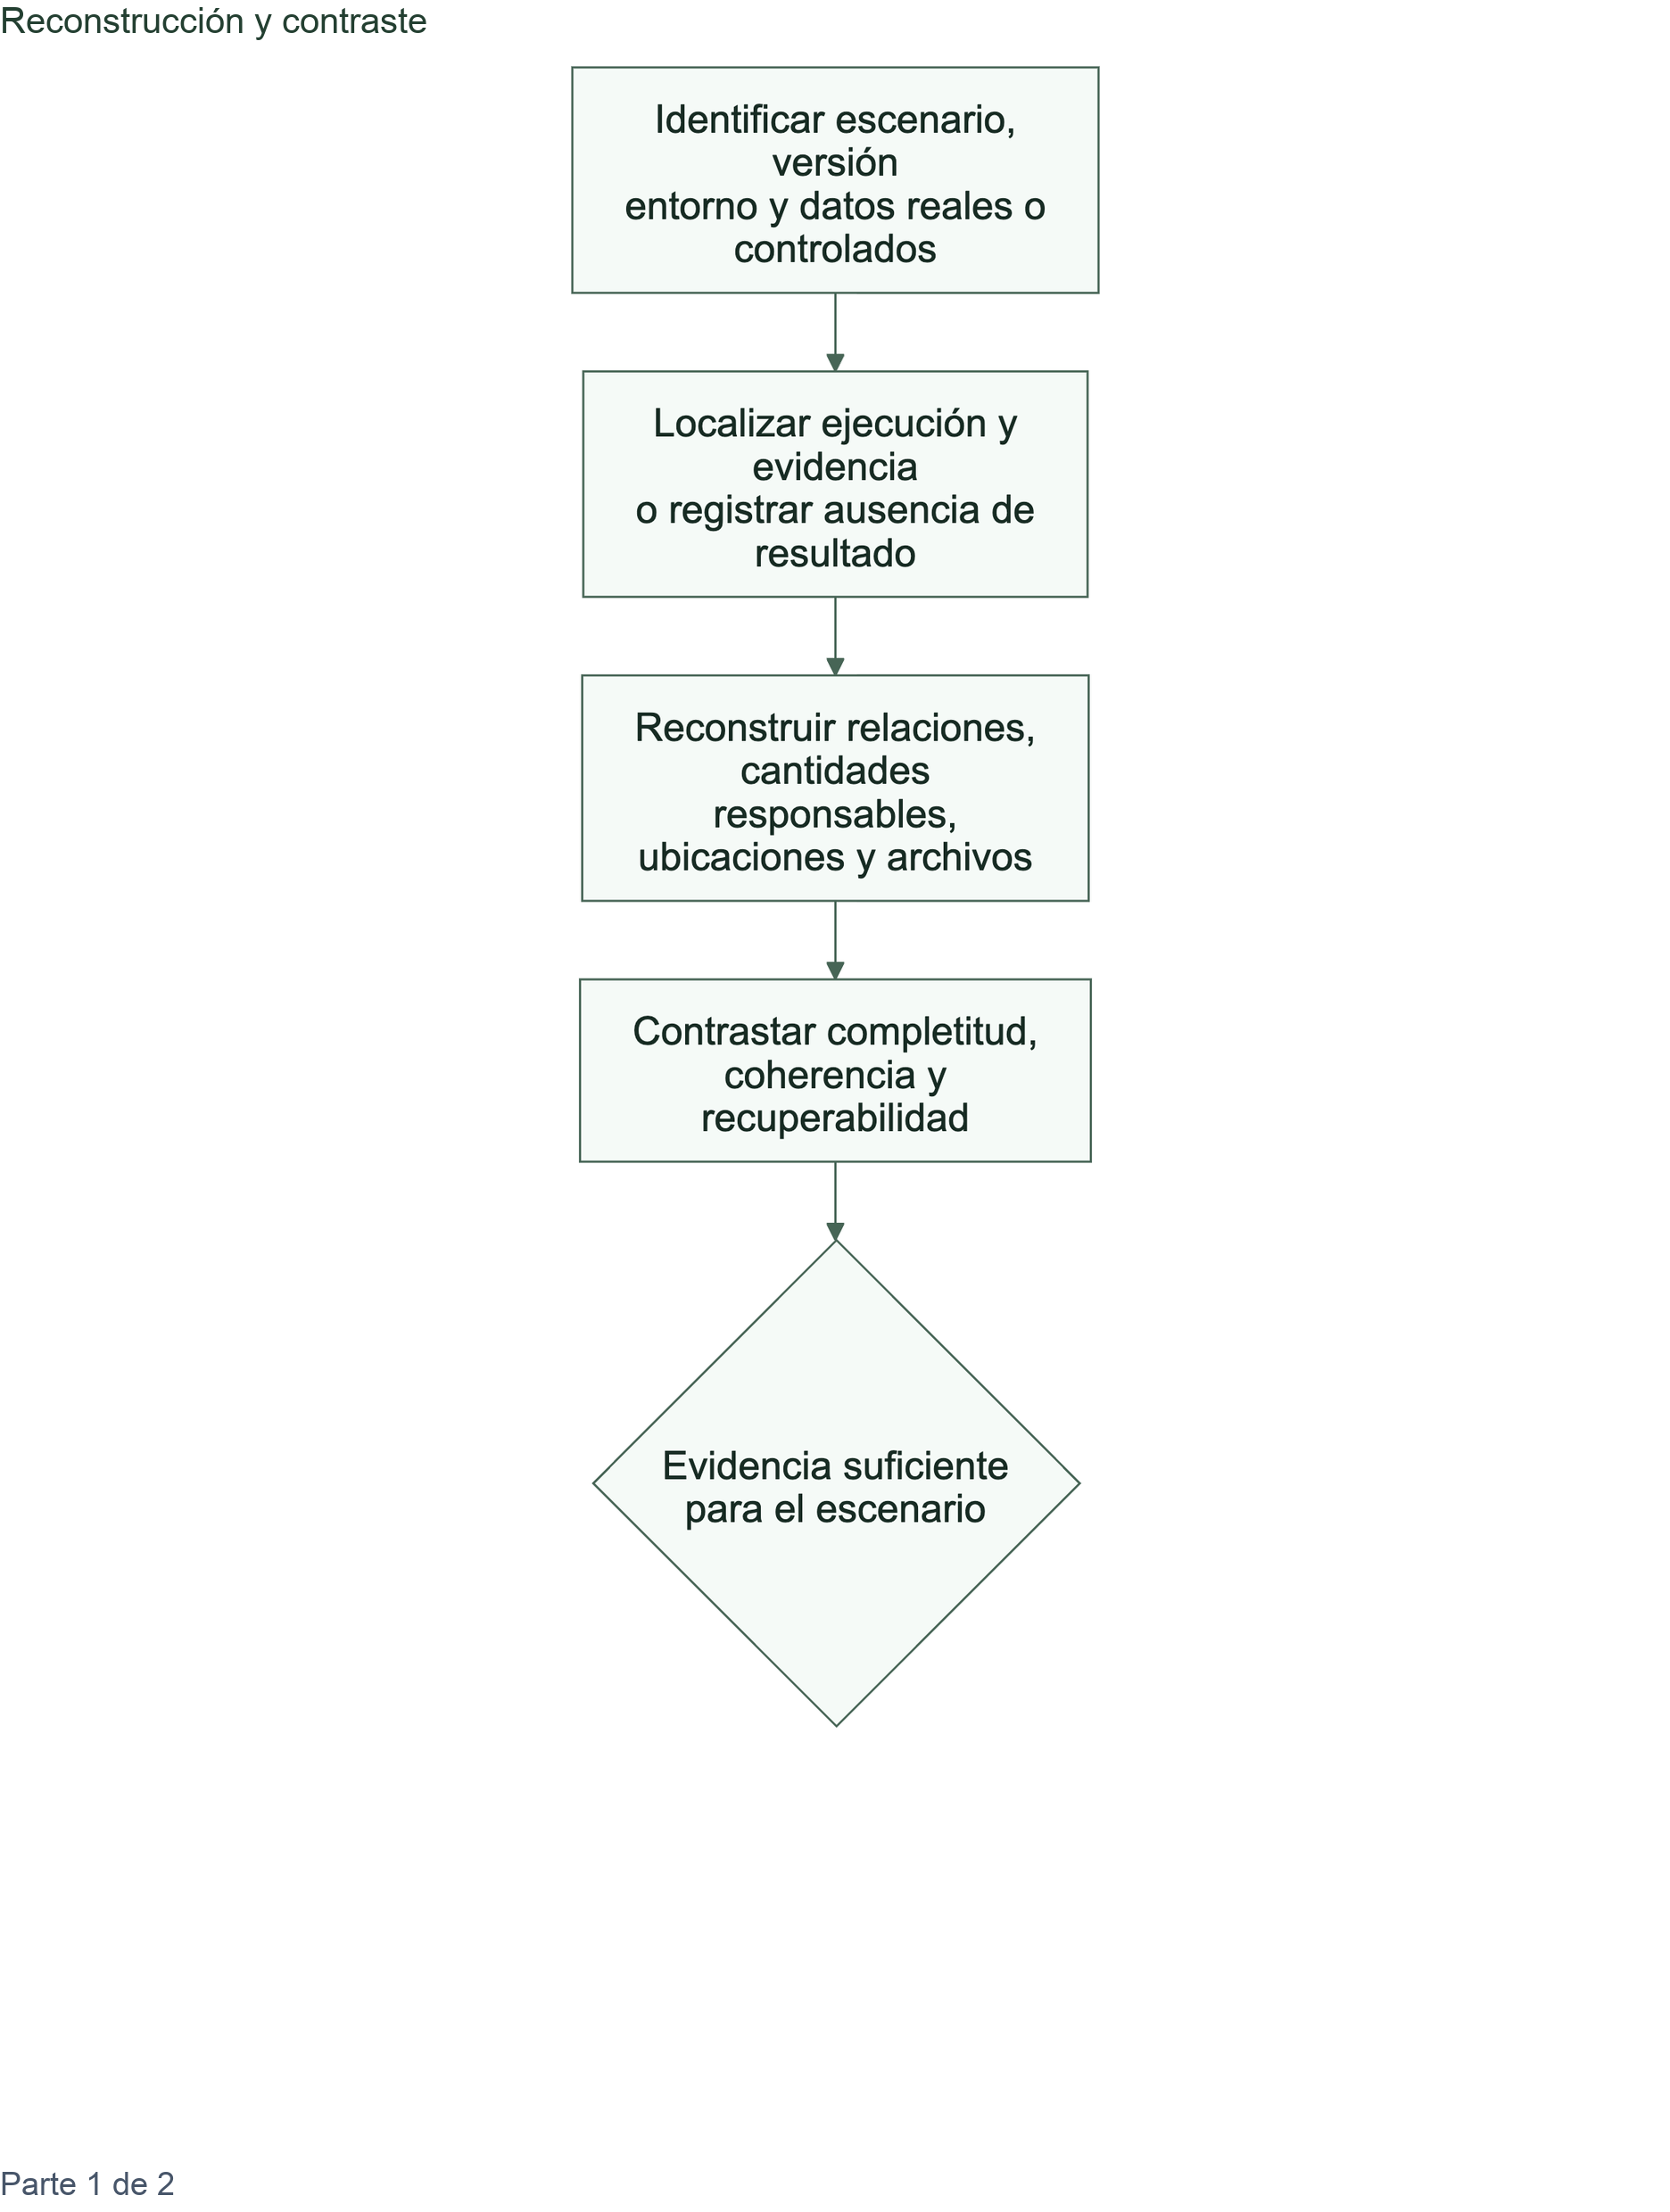 Reconstrucción y contraste
Identificar escenario,
versión
entorno y datos reales o
controlados
Localizar ejecución y
evidencia
o registrar ausencia de
resultado
Reconstruir relaciones,
cantidades
responsables,
ubicaciones y archivos
Contrastar completitud,
coherencia y
recuperabilidad
Evidencia suficiente
para el escenario
Parte 1 de 2